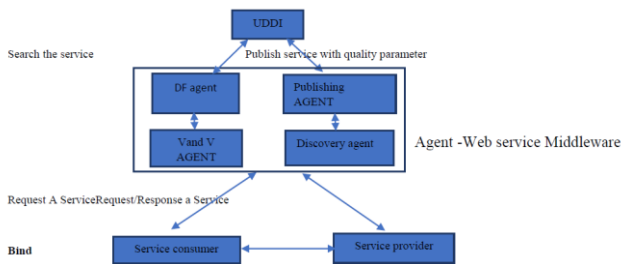 UDDI
Search the service
Publish service with quality parameter
DF agent
Publishing
AGENT
Vand V
AGENT
Discovery agent
Agent -Web service Middleware
Request A ServiceRequest/Response a Service
Bind
Service consumer
Service provider